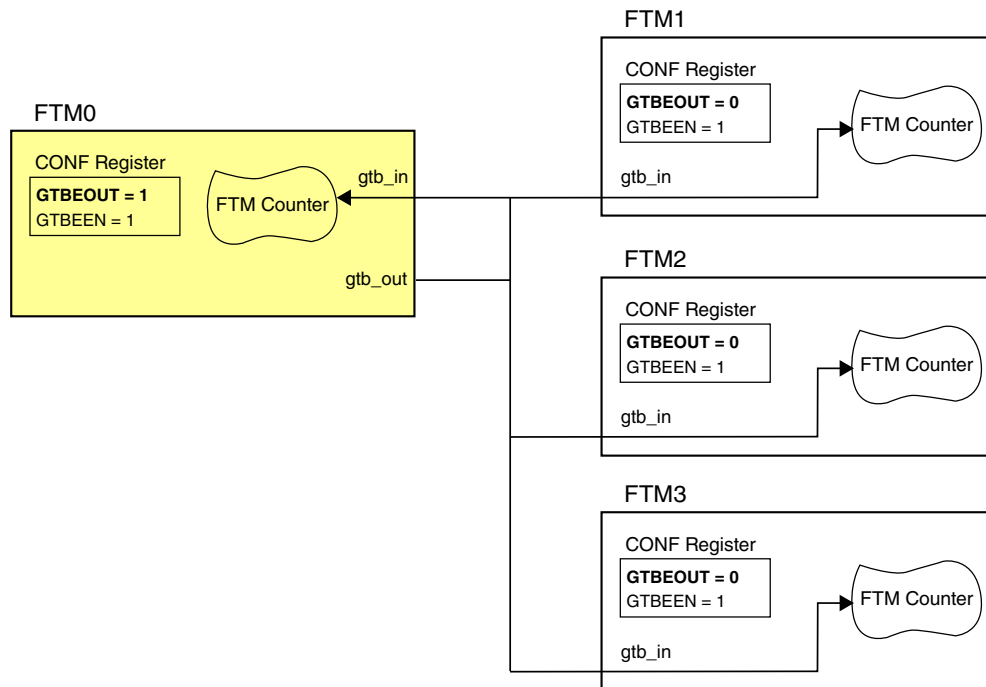 FTM0
CONF Register
GTBEOUT = 1
GTBEEN = 1
FTM Counter
gtb_in
gtb_out
FTM1
CONF Register
GTBEOUT = 0
GTBEEN = 1
FTM Counter
gtb_in
FTM2
CONF Register
GTBEOUT = 0
GTBEEN = 1
FTM Counter
gtb_in
FTM3
CONF Register
GTBEOUT = 0
GTBEEN = 1
FTM Counter
gtb_in